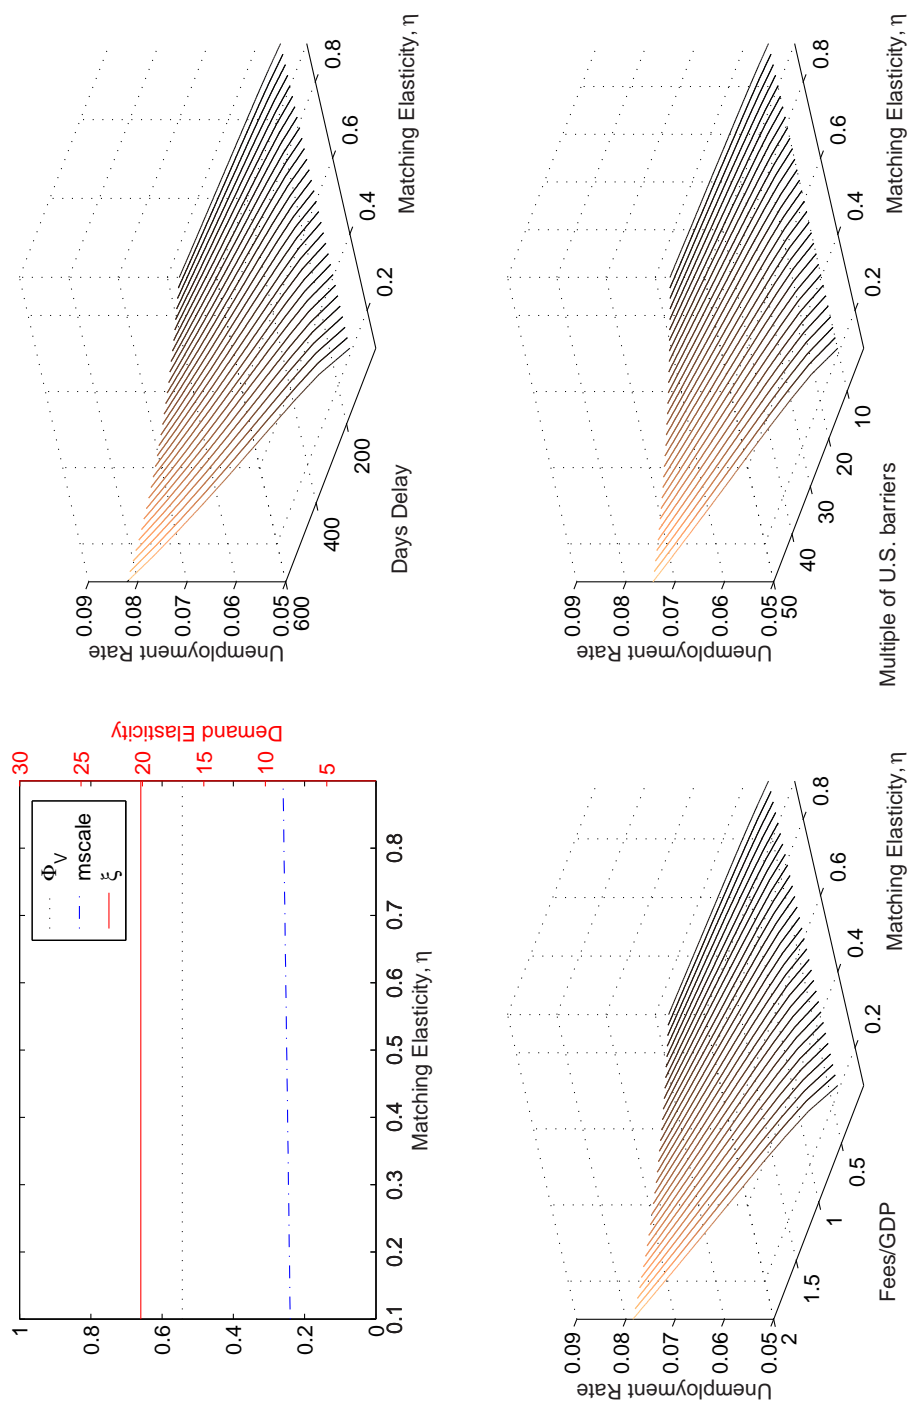 1
0.8
0.6
0.4
0.2
0
30
25
20
15
10
5
Demand Elasticity
Φ_V
mscale
ξ
0.1 0.2 0.3 0.4 0.5 0.6 0.7 0.8
Matching Elasticity, η
0.09
0.08
0.07
0.06
0.05
Unemployment Rate
600 400 200
Days Delay
0.2 0.4 0.6 0.8
Matching Elasticity, η
0.09
0.08
0.07
0.06
0.05
Unemployment Rate
2 1.5 1 0.5
Fees/GDP
0.2 0.4 0.6 0.8
Matching Elasticity, η
0.09
0.08
0.07
0.06
0.05
Unemployment Rate
50 40 30 20 10
Multiple of U.S. barriers
0.2 0.4 0.6 0.8
Matching Elasticity, η